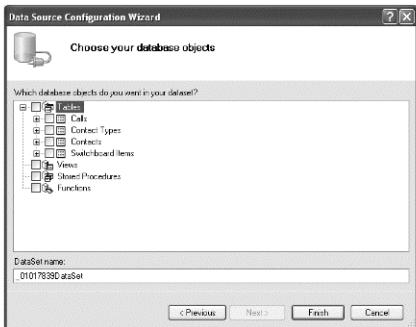 Data Source Configuration Wizard
Choose your database objects
Which database objects do you want in your dataset?
Tables
Calls
Contact Types
Contacts
Switchboard Items
Views
Stored Procedures
Functions
DataSet name:
_01017839DataSet
< Previous
Next >
Finish
Cancel